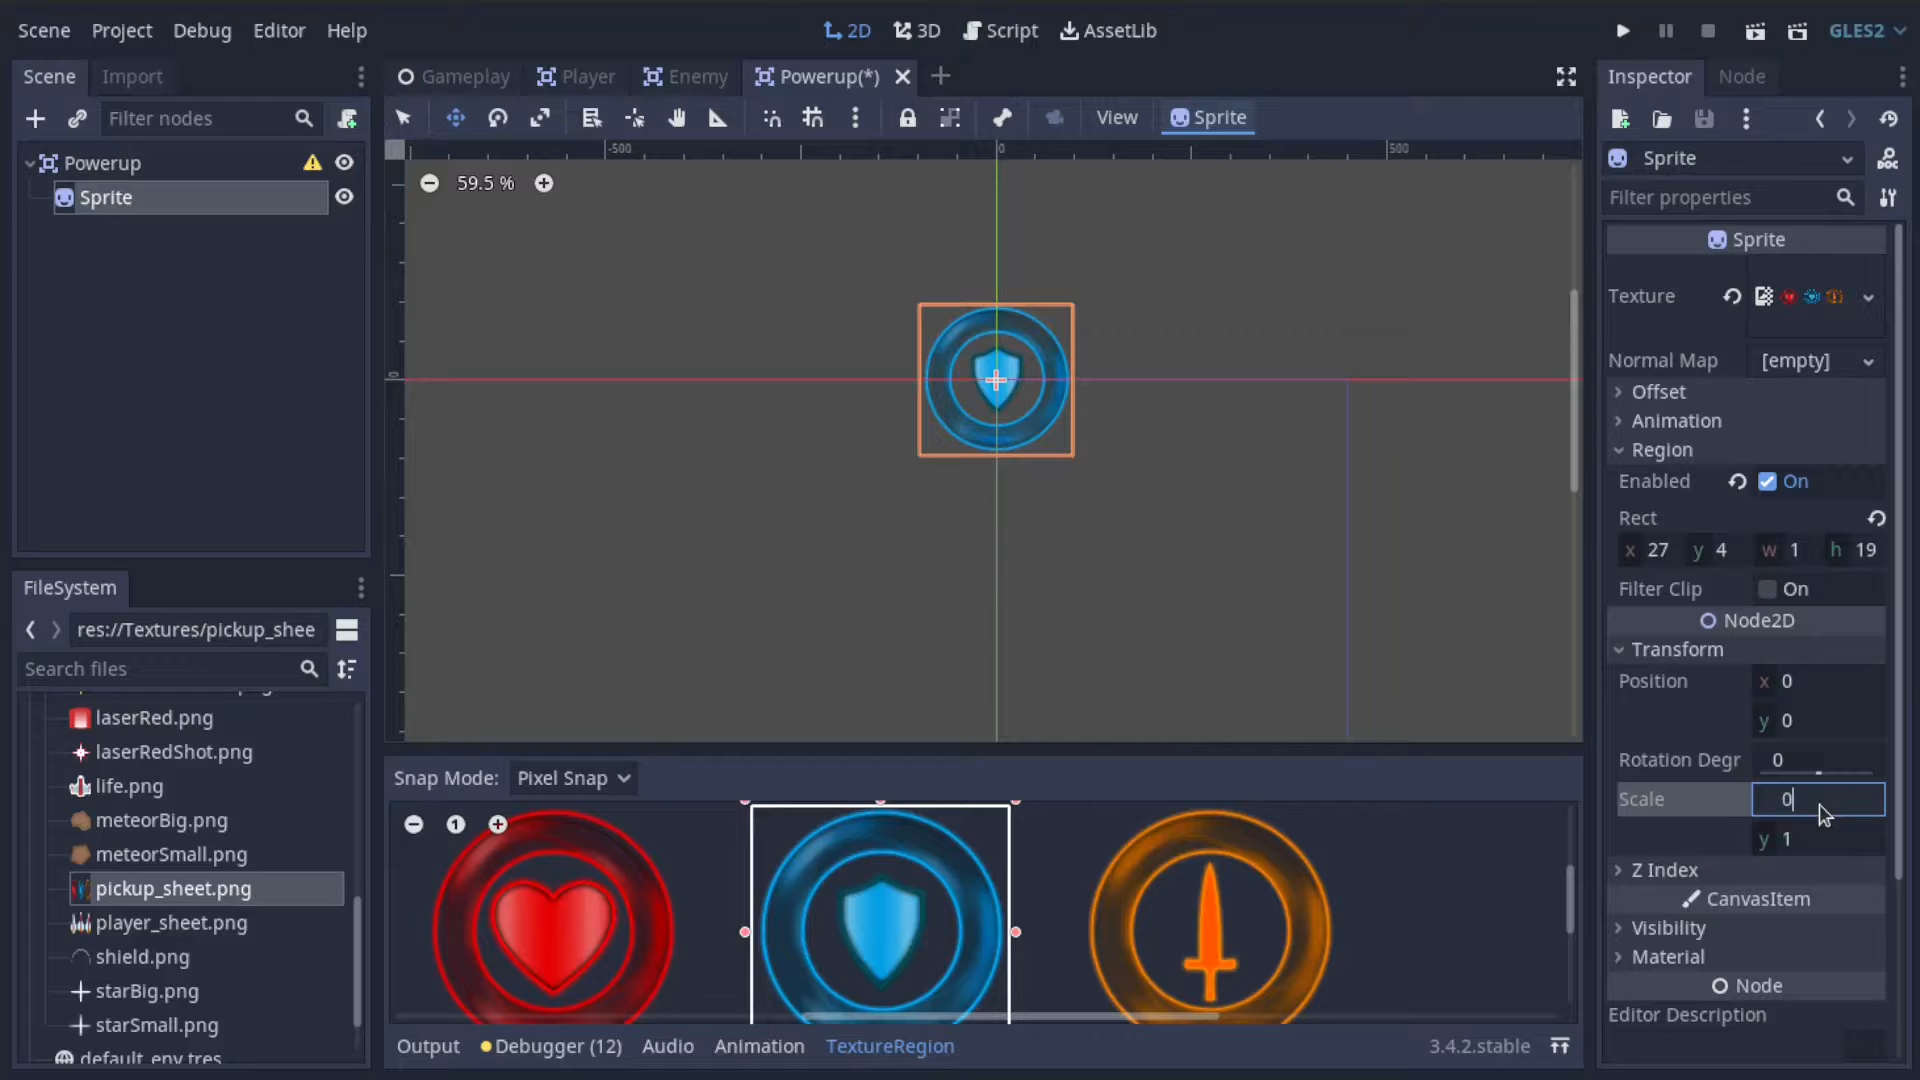 Scene Project Debug Editor Help
2D 3D Script AssetLib
GLES2
Scene Import
Gameplay Player Enemy Powerup(*)
Inspector Node
Filter nodes
View Sprite
Powerup
Sprite
-500 0 500
59.5 %
0
Sprite
Filter properties
Sprite
Texture
Normal Map [empty]
Offset
Animation
Region
Enabled On
Rect
x 27 y 4 w 1 h 19
Filter Clip On
Node2D
Transform
Position x 0
y 0
Rotation Degr 0
Scale 0
y 1
Z Index
CanvasItem
Visibility
Material
Node
Editor Description
FileSystem
res://Textures/pickup_shee
Search files
laserRed.png
laserRedShot.png
life.png
meteorBig.png
meteorSmall.png
pickup_sheet.png
player_sheet.png
shield.png
starBig.png
starSmall.png
default_env.tres
Snap Mode: Pixel Snap
Output Debugger (12) Audio Animation TextureRegion
3.4.2.stable